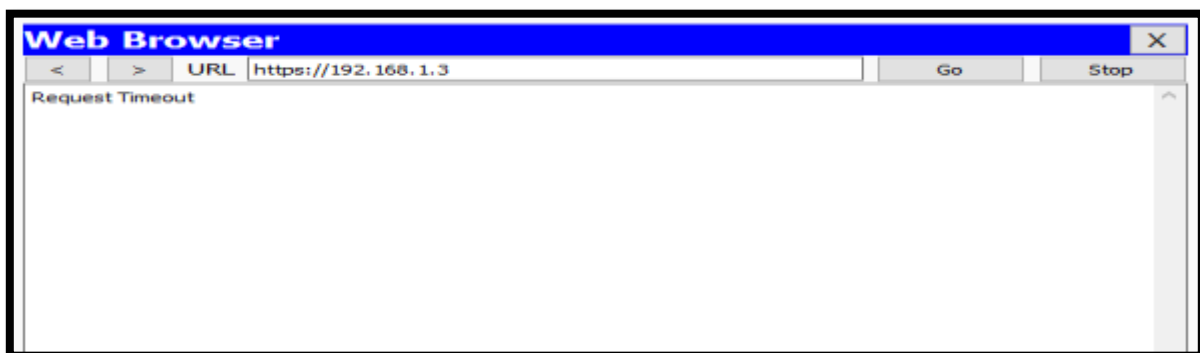 Web Browser X
< > URL https://192.168.1.3 Go Stop
Request Timeout